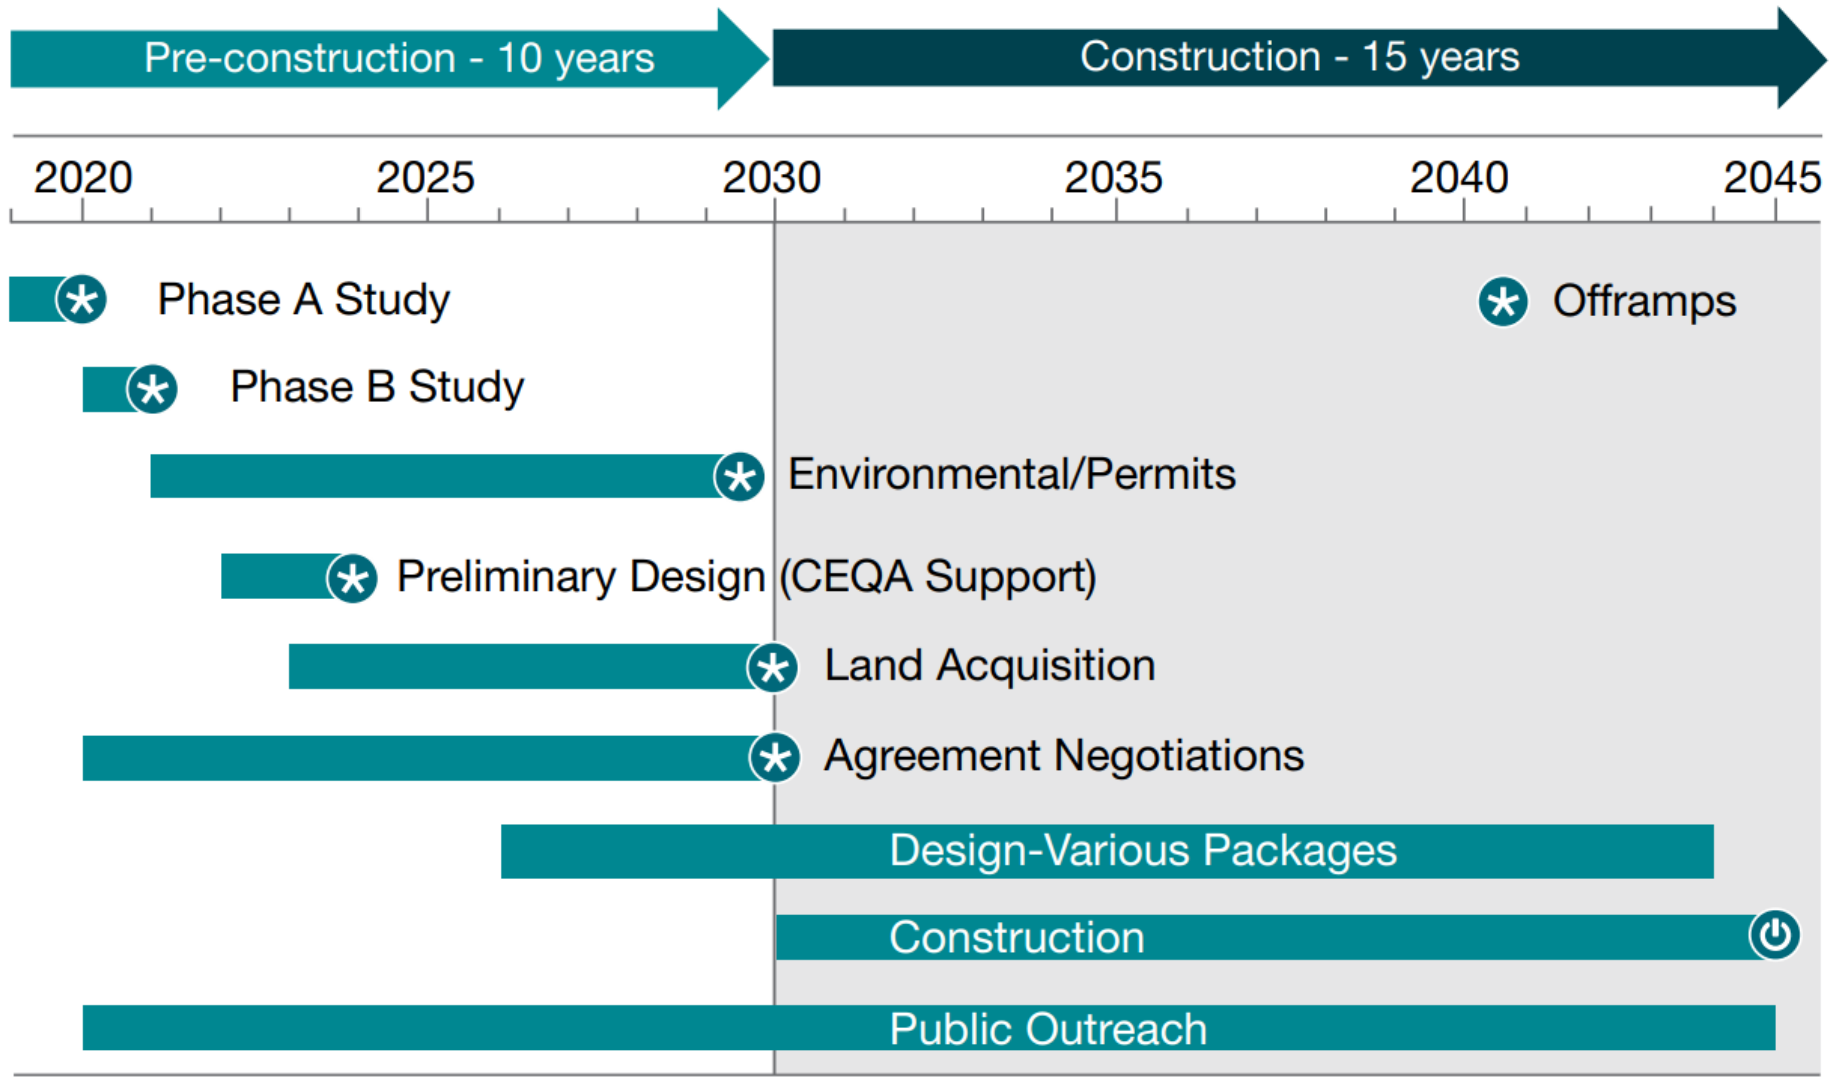 Pre-construction - 10 years
Construction - 15 years
2020 2025 2030 2035 2040 2045
Phase A Study
Offramps
Phase B Study
Environmental/Permits
Preliminary Design (CEQA Support)
Land Acquisition
Agreement Negotiations
Design-Various Packages
Construction
Public Outreach